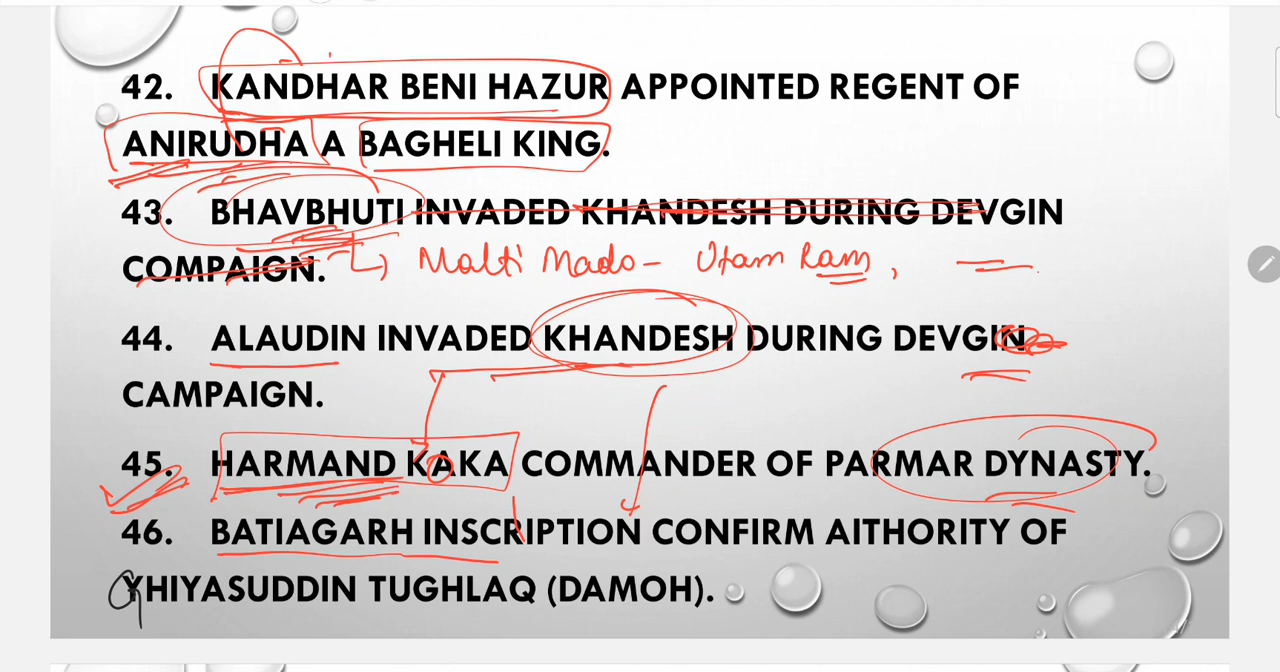 42. KANDHAR BENI HAZUR APPOINTED REGENT OF
ANIRUDHA A BAGHELI KING.
43. BHAVBHUTI INVADED KHANDESH DURING DEVGIN
COMPAIGN.
Malti Mado - Utam Ram,
44. ALAUDIN INVADED KHANDESH DURING DEVGIN
CAMPAIGN.
45. HARMAND KAKA COMMANDER OF PARMAR DYNASTY.
46. BATIAGARH INSCRIPTION CONFIRM AITHORITY OF
YHIYASUDDIN TUGHLAQ (DAMOH).